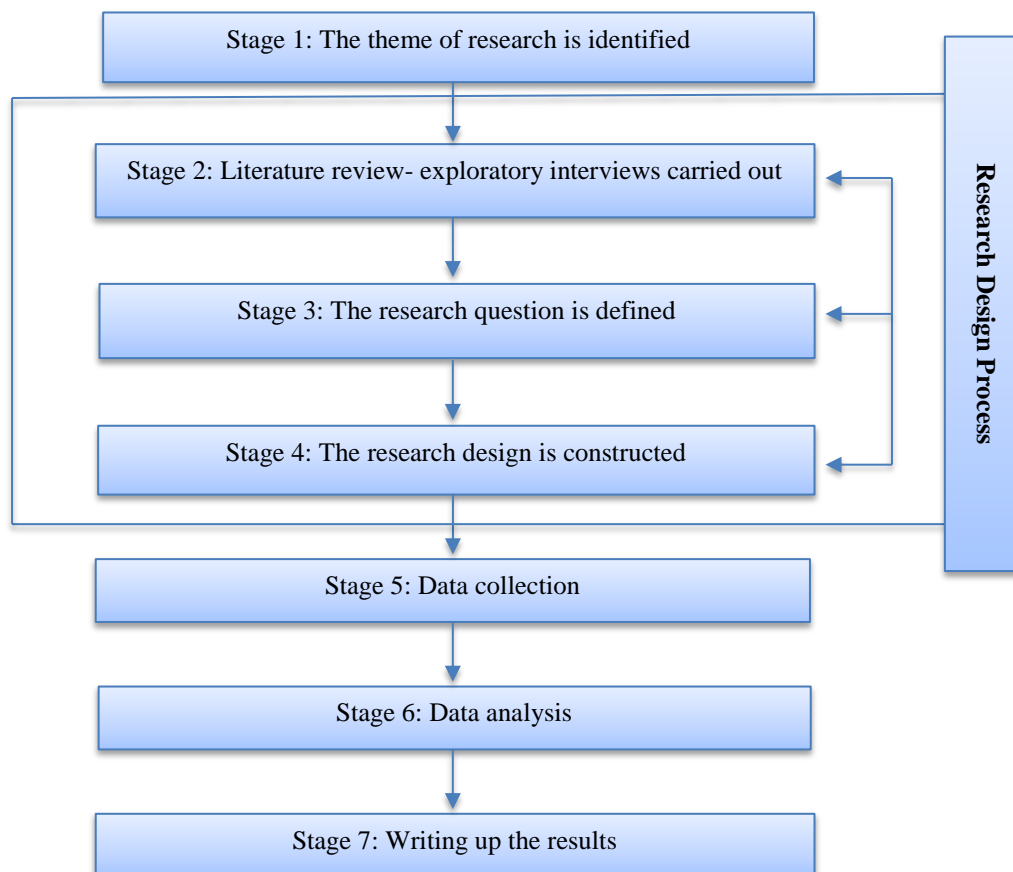 Stage 1: The theme of research is identified
Stage 2: Literature review- exploratory interviews carried out
Stage 3: The research question is defined
Stage 4: The research design is constructed
Stage 5: Data collection
Stage 6: Data analysis
Stage 7: Writing up the results
Research Design Process